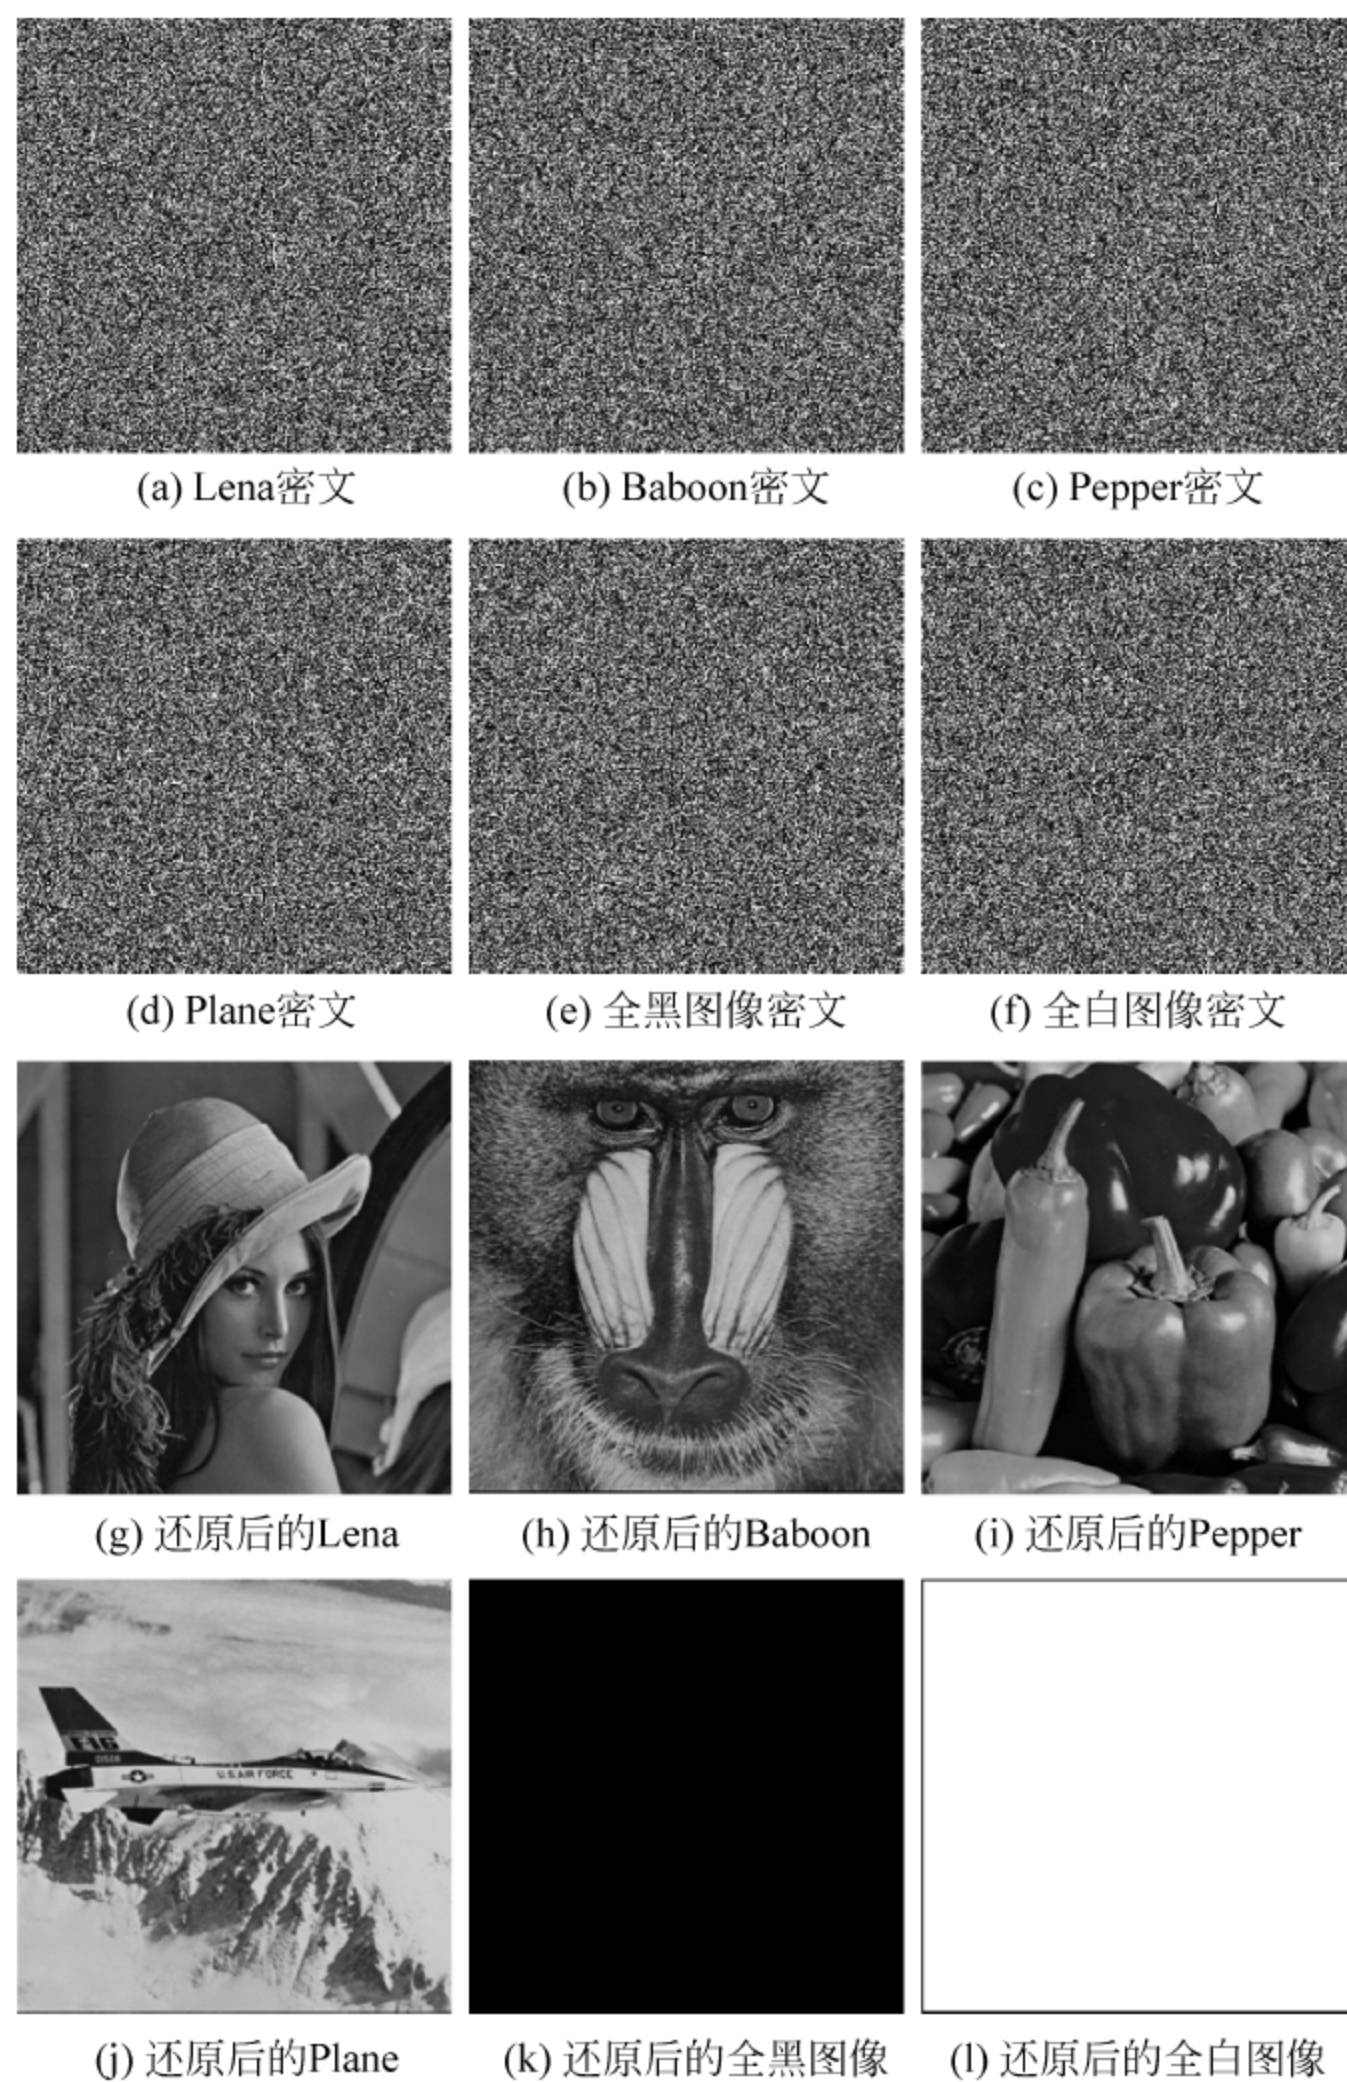 (a) Lena密文
(b) Baboon密文
(c) Pepper密文
(d) Plane密文
(e) 全黑图像密文
(f) 全白图像密文
(g) 还原后的Lena
(h) 还原后的Baboon
(i) 还原后的Pepper
F16
U.S.AIR FORCE
(j) 还原后的Plane
(k) 还原后的全黑图像
(l) 还原后的全白图像